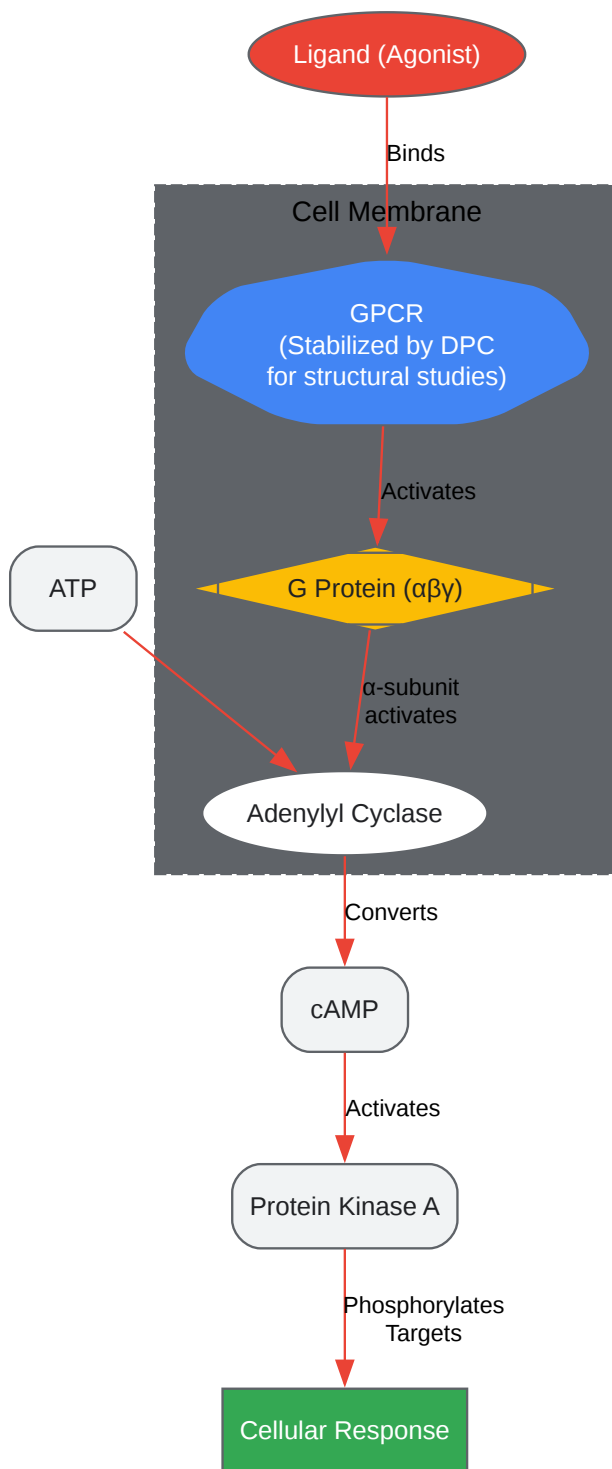 Ligand (Agonist)
Binds
Cell Membrane
GPCR
(Stabilized by DPC
for structural studies)
Activates
ATP
G Protein (αβγ)
α-subunit
activates
Adenylyl Cyclase
Converts
cAMP
Activates
Protein Kinase A
Phosphorylates
Targets
Cellular Response